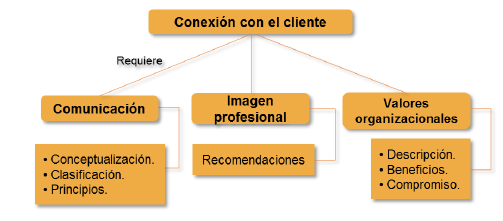 Conexión con el cliente
Requiere
Comunicación
Imagen
profesional
Valores
organizacionales
• Conceptualización.
• Clasificación.
• Principios.
Recomendaciones
• Descripción.
• Beneficios.
• Compromiso.